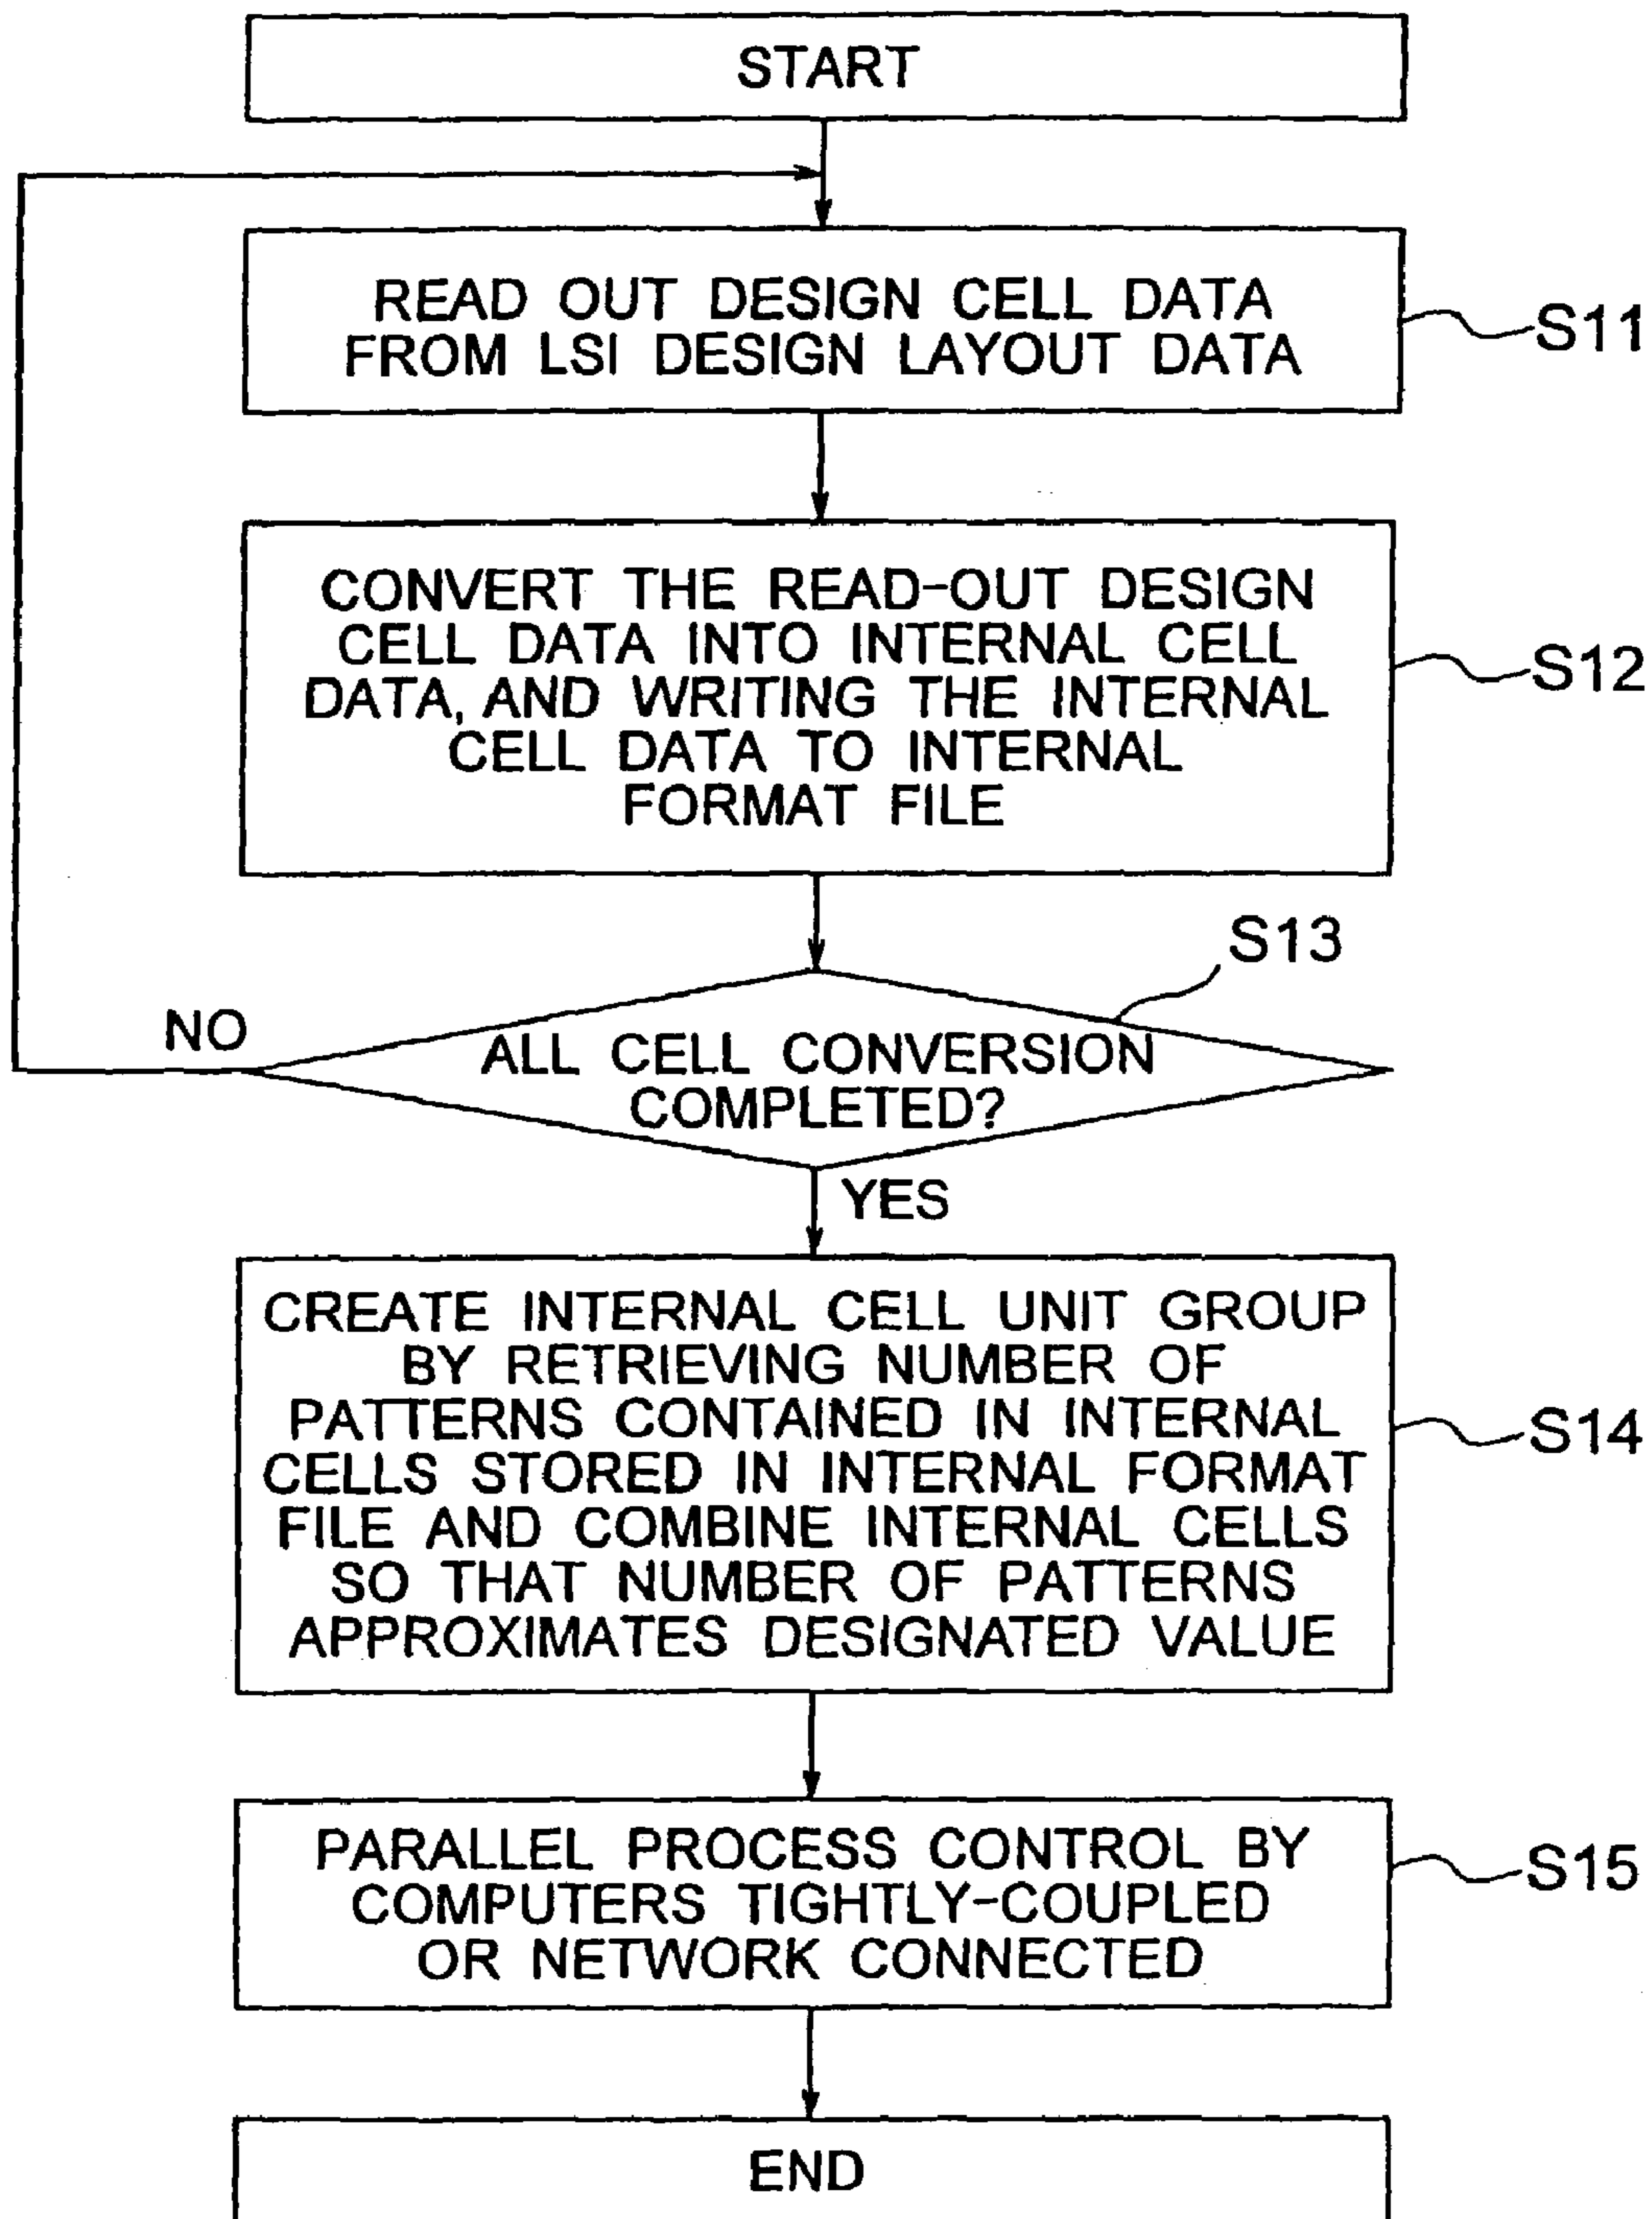 START
READ OUT DESIGN CELL DATA
FROM LSI DESIGN LAYOUT DATA
S11
CONVERT THE READ-OUT DESIGN
CELL DATA INTO INTERNAL CELL
DATA, AND WRITING THE INTERNAL
CELL DATA TO INTERNAL
FORMAT FILE
S12
S13
NO
ALL CELL CONVERSION
COMPLETED?
YES
CREATE INTERNAL CELL UNIT GROUP
BY RETRIEVING NUMBER OF
PATTERNS CONTAINED IN INTERNAL
CELLS STORED IN INTERNAL FORMAT
FILE AND COMBINE INTERNAL CELLS
SO THAT NUMBER OF PATTERNS
APPROXIMATES DESIGNATED VALUE
S14
PARALLEL PROCESS CONTROL BY
COMPUTERS TIGHTLY-COUPLED
OR NETWORK CONNECTED
S15
END